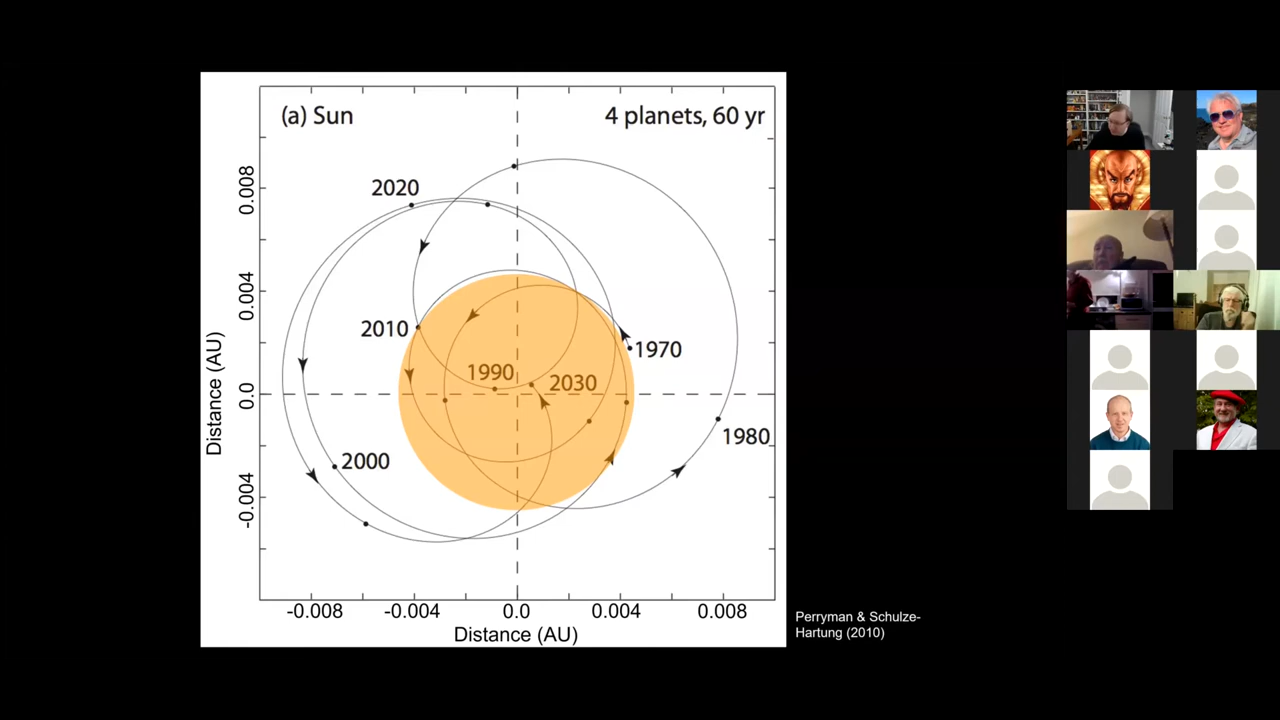 (a) Sun
4 planets, 60 yr
2020
2010
1970
1990
2030
1980
2000
0.008
0.004
0.0
-0.004
Distance (AU)
-0.008
-0.004
0.0
0.004
0.008
Distance (AU)
Perryman & Schulze-
Hartung (2010)